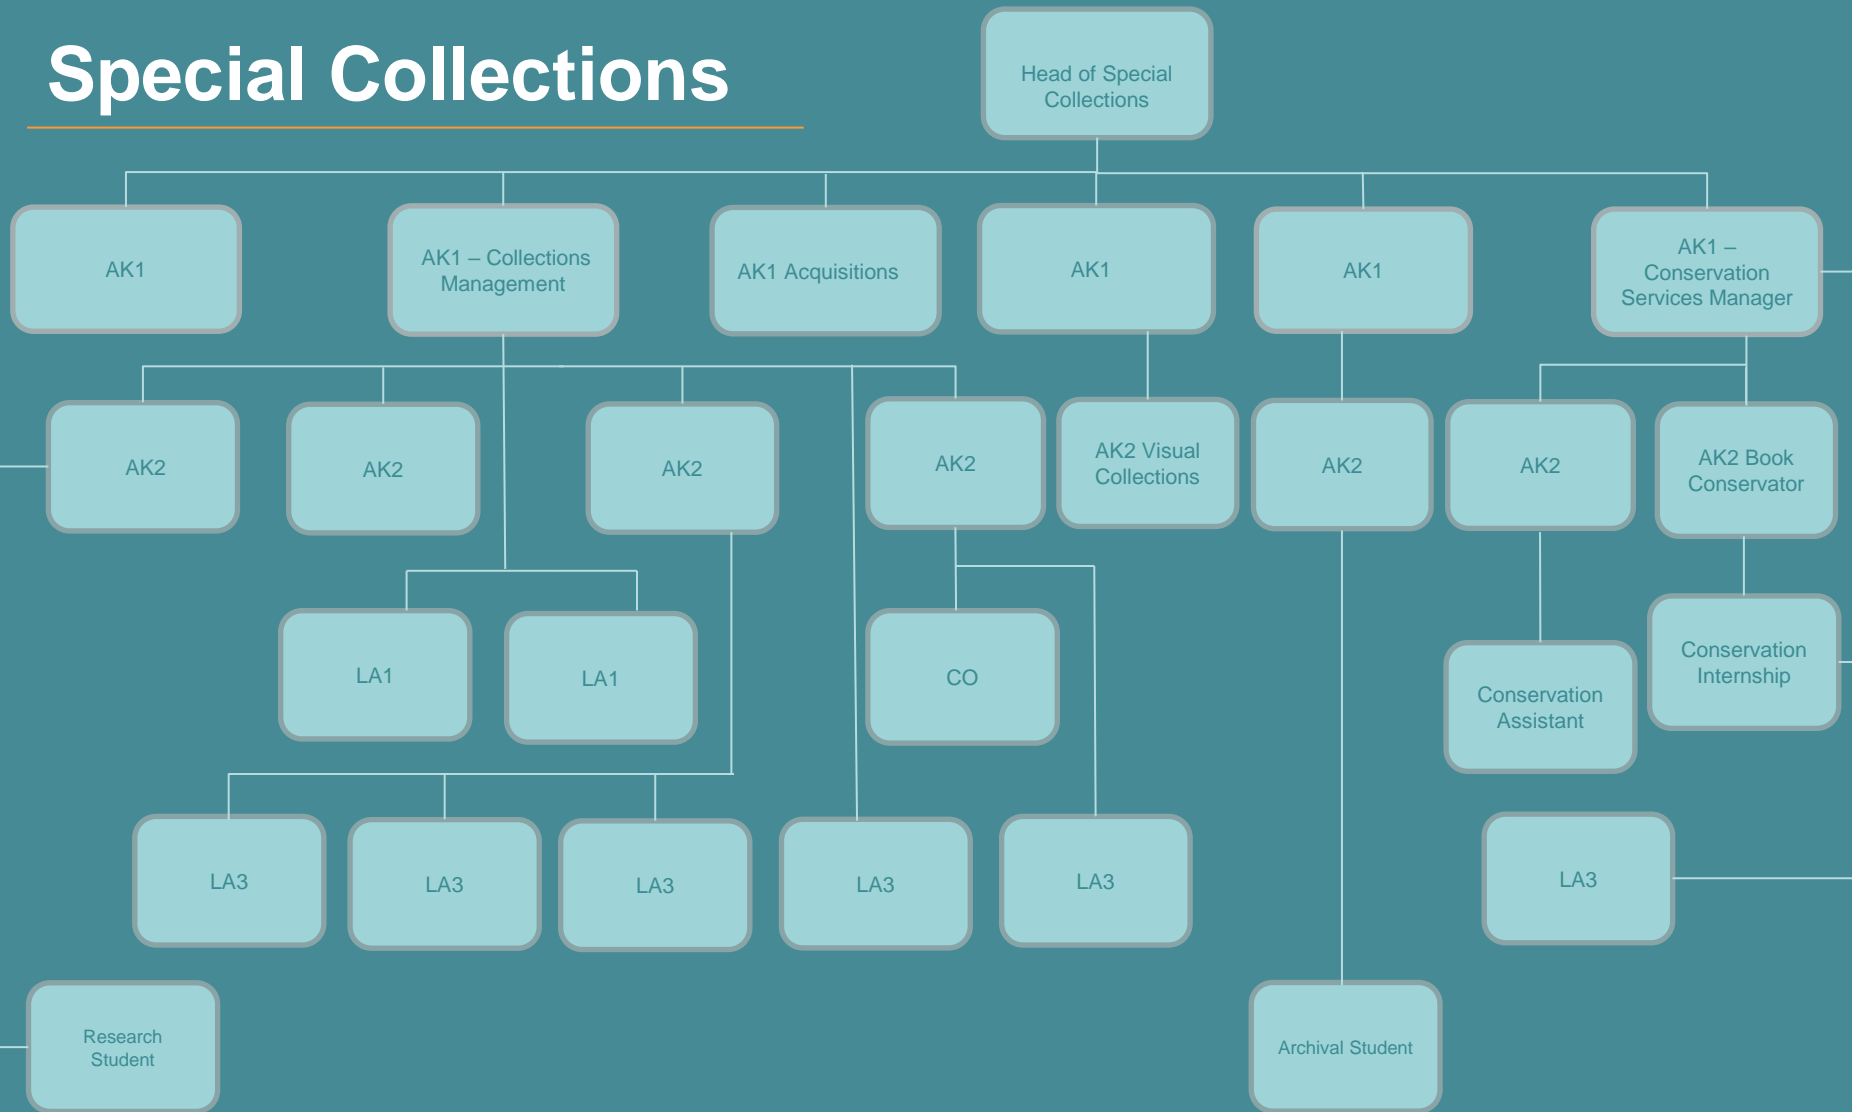 Special Collections
Head of Special
Collections
AK1
AK1 – Collections
Management
AK1 Acquisitions
AK1
AK1
AK1 –
Conservation
Services Manager
AK2
AK2
AK2
AK2
AK2 Visual
Collections
AK2
AK2
AK2 Book
Conservator
LA1
LA1
CO
Conservation
Assistant
Conservation
Internship
LA3
LA3
LA3
LA3
LA3
LA3
Research
Student
Archival Student